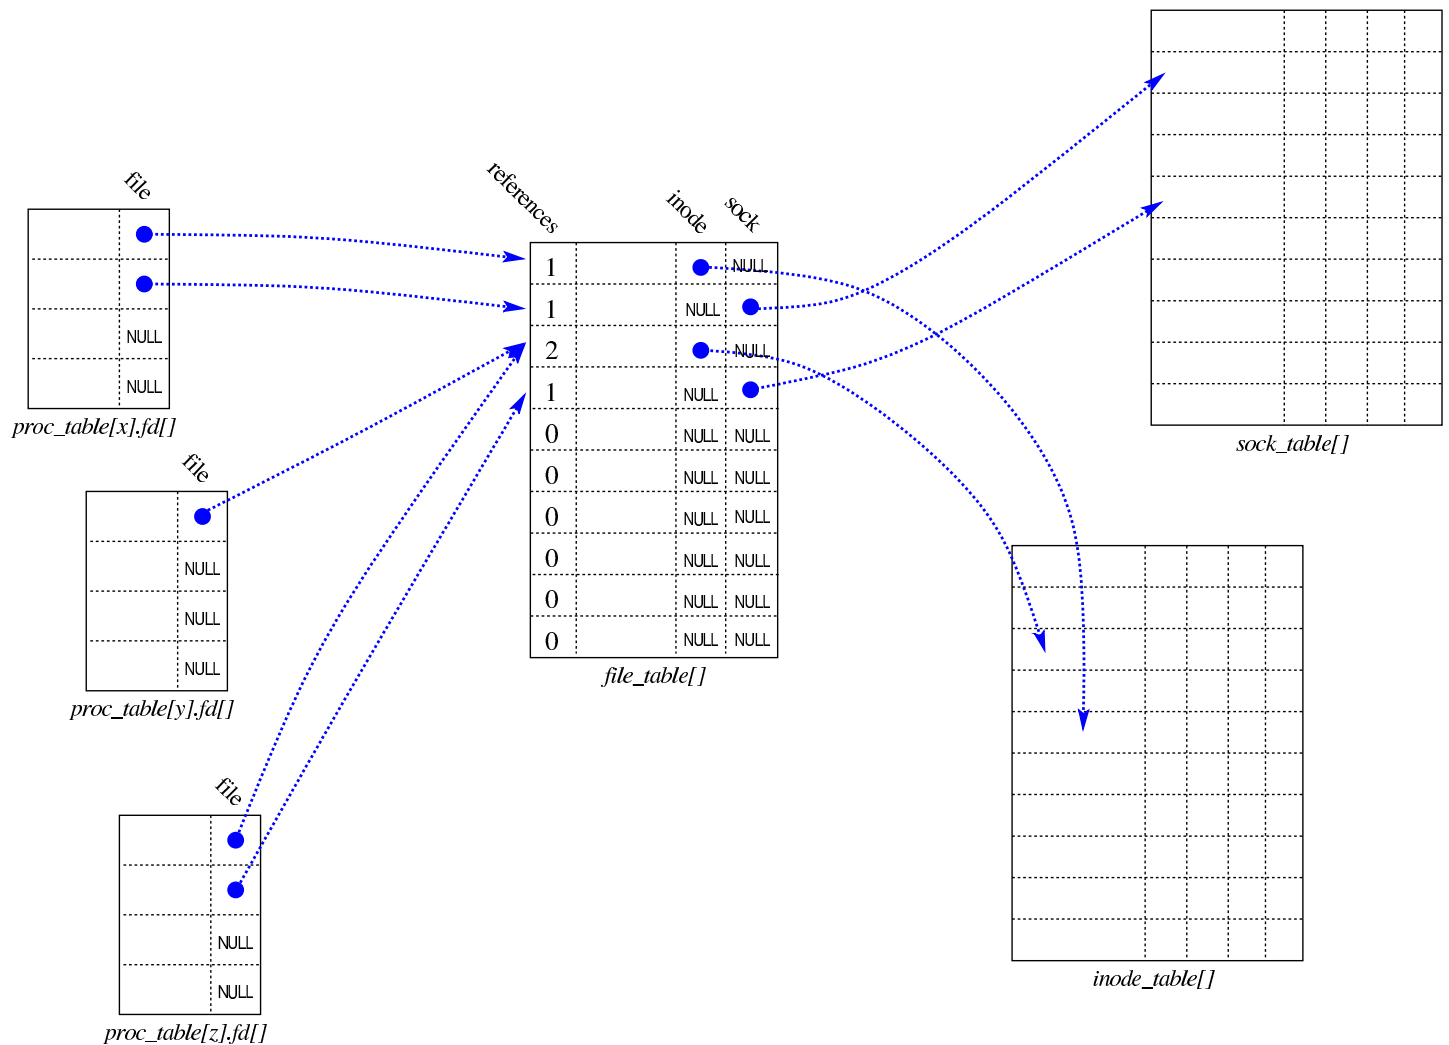 file
NULL
NULL
proc_table[x].fd[]
file
NULL
NULL
NULL
proc_table[y].fd[]
file
NULL
NULL
proc_table[z].fd[]
references inode sock
1 NULL
1 NULL
2 NULL
1 NULL
0 NULL NULL
0 NULL NULL
0 NULL NULL
0 NULL NULL
0 NULL NULL
0 NULL NULL
file_table[]
sock_table[]
inode_table[]